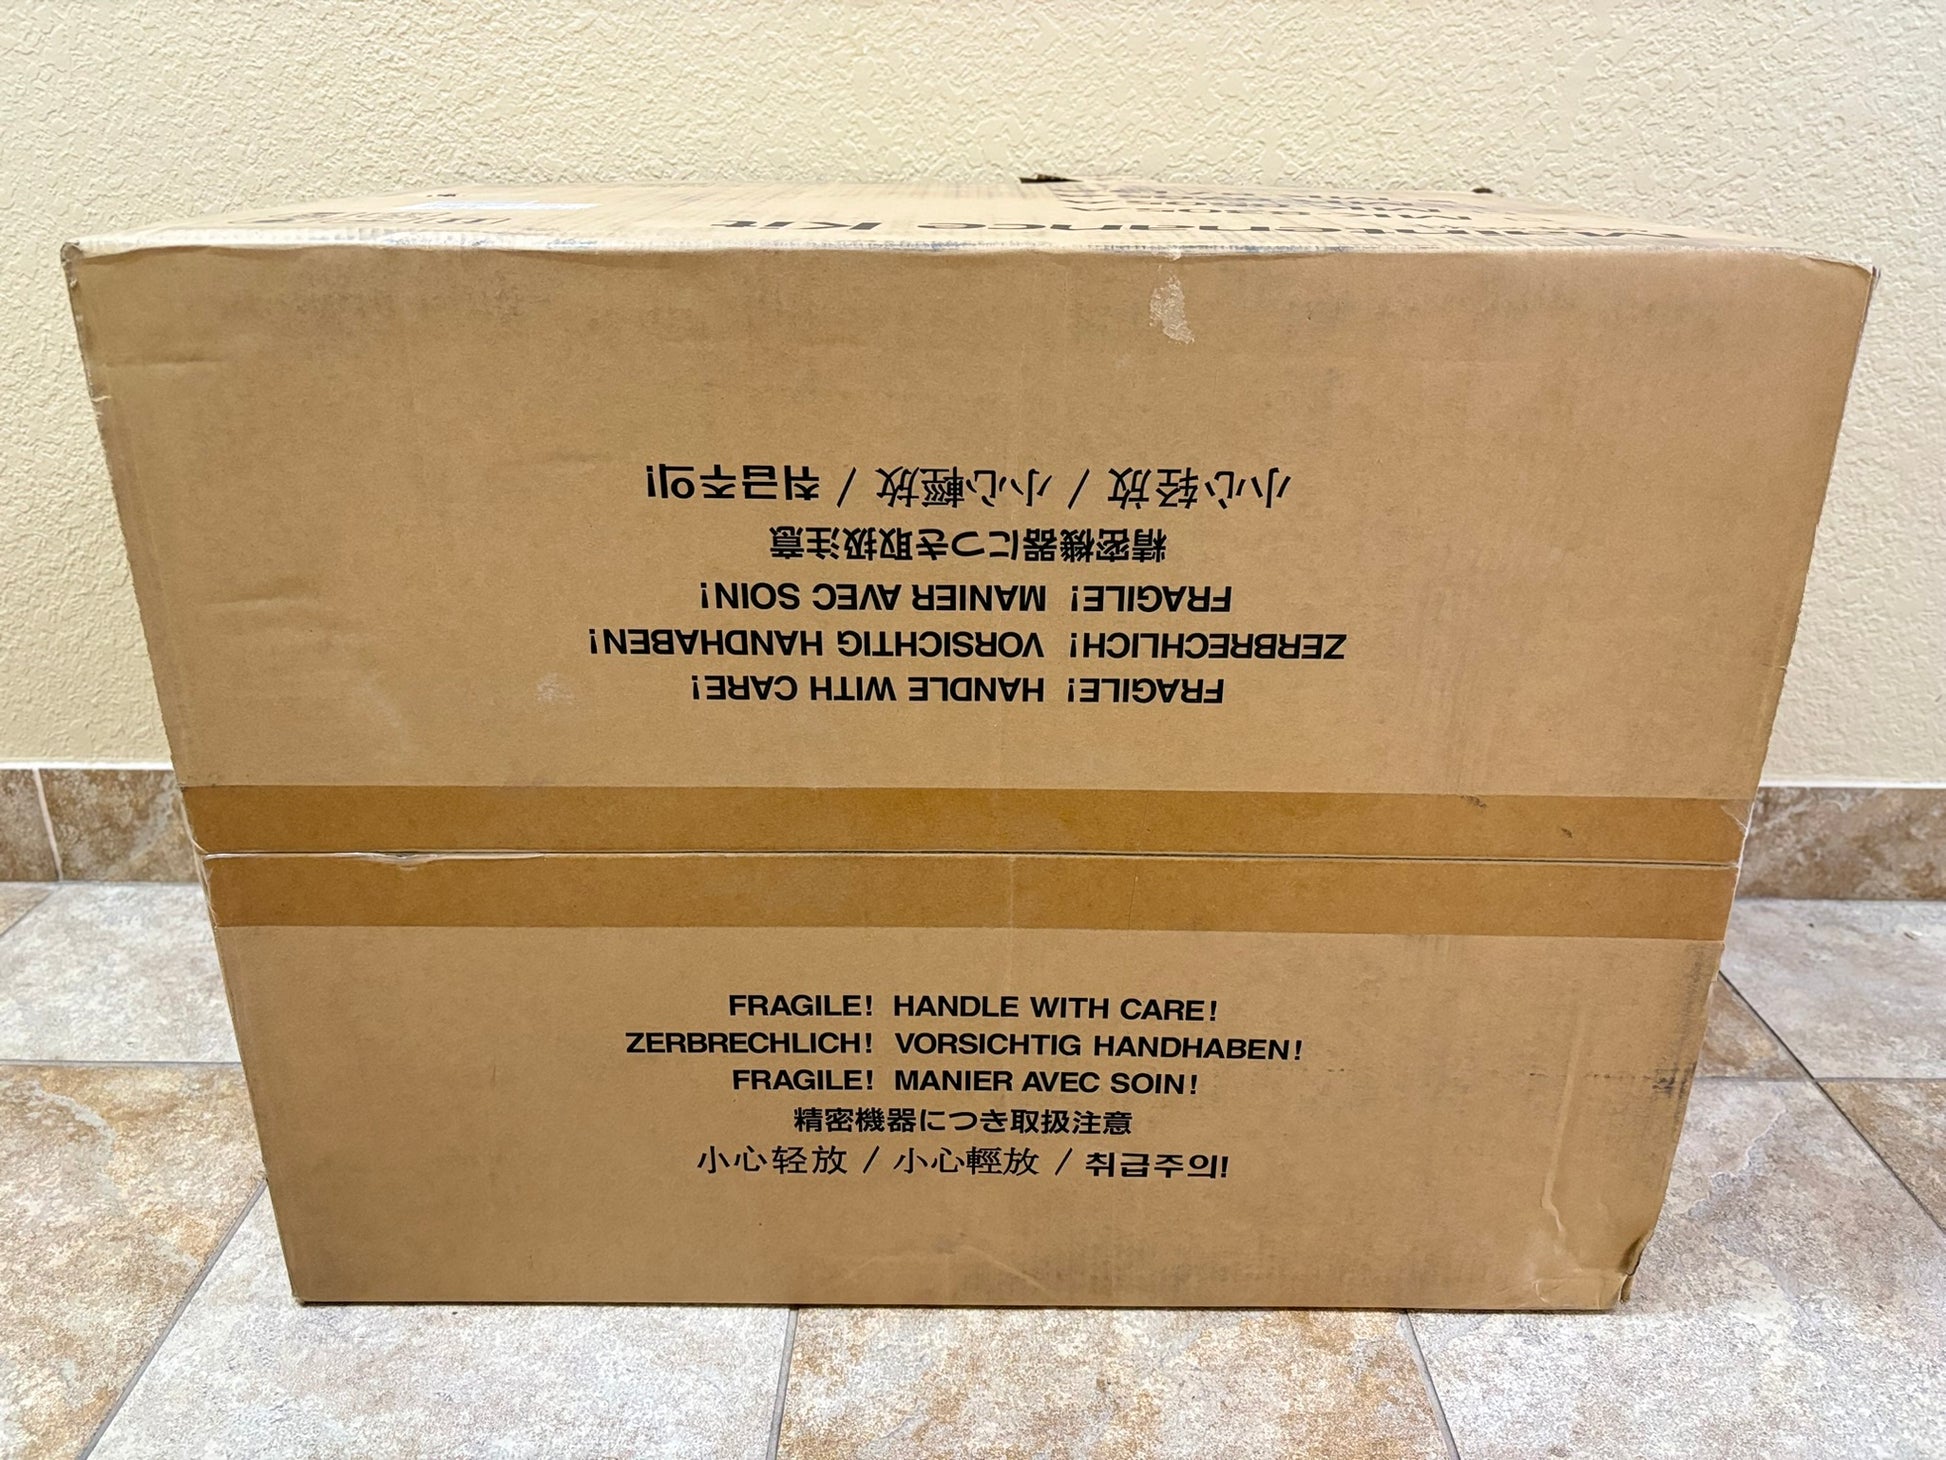 Maintenance Kit
小心轻放 / 小心輕放 / 취급주의!
精密機器につき取扱注意
FRAGILE! MANIER AVEC SOIN!
ZERBRECHLICH! VORSICHTIG HANDHABEN!
FRAGILE! HANDLE WITH CARE!
FRAGILE! HANDLE WITH CARE!
ZERBRECHLICH! VORSICHTIG HANDHABEN!
FRAGILE! MANIER AVEC SOIN!
精密機器につき取扱注意
小心轻放 / 小心輕放 / 취급주의!